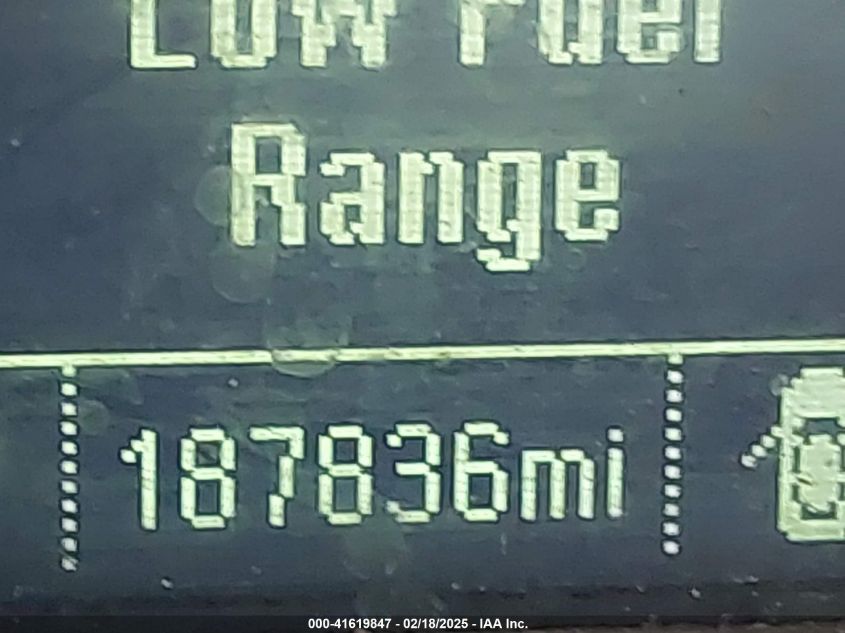 Low Fuel
Range
187836mi
000-41619847 - 02/18/2025 - IAA Inc.